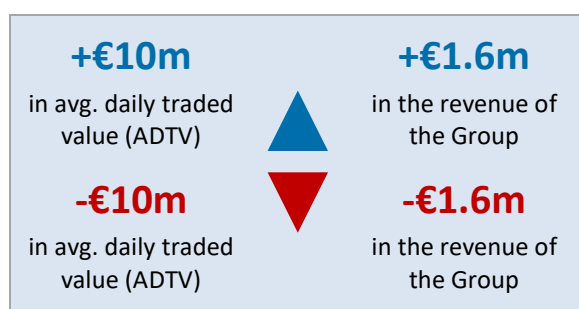 +€10m
in avg. daily traded
value (ADTV)
+€1.6m
in the revenue of
the Group
-€10m
in avg. daily traded
value (ADTV)
-€1.6m
in the revenue of
the Group